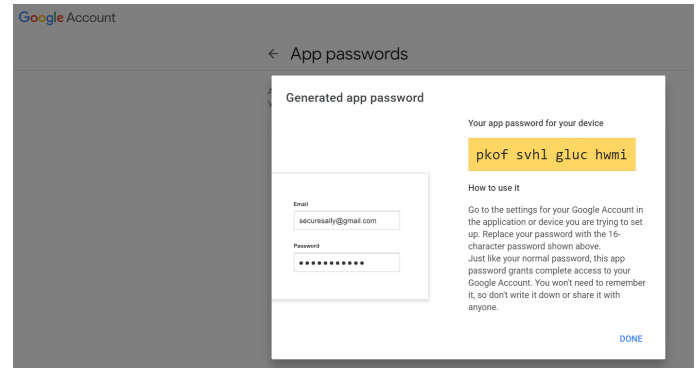 Google Account
← App passwords
Generated app password
Your app password for your device
pkof svhl gluc hwmi
How to use it
Go to the settings for your Google Account in
the application or device you are trying to set
up. Replace your password with the 16-
character password shown above.
Just like your normal password, this app
password grants complete access to your
Google Account. You won't need to remember
it, so don't write it down or share it with
anyone.
Email
securesally@gmail.com
Password
•••••••••••
DONE